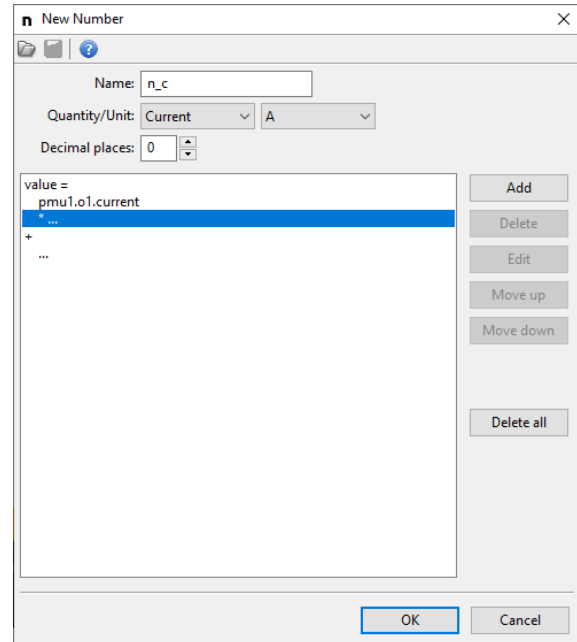 n New Number
Name: n_c
Quantity/Unit: Current A
Decimal places: 0
value =
pmu1.o1.current
* ...
+
...
Add
Delete
Edit
Move up
Move down
Delete all
OK Cancel